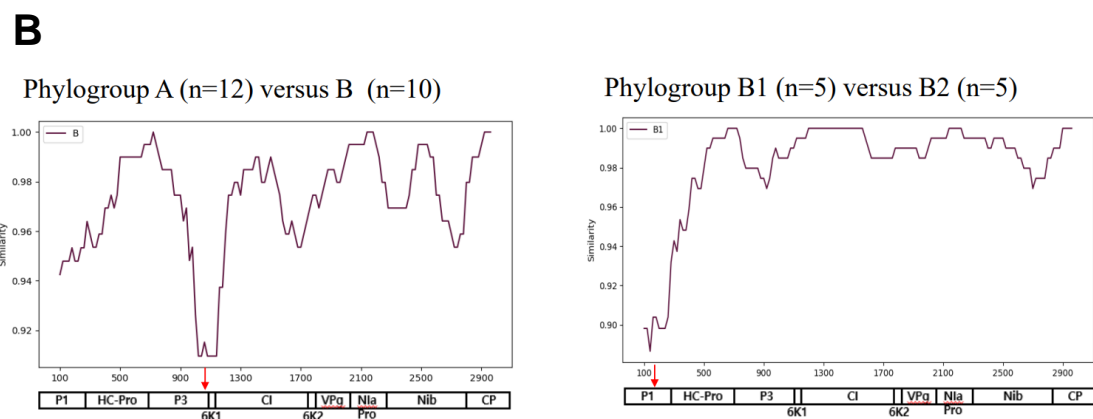 B
Phylogroup A (n=12) versus B (n=10)
B
1.00
0.98
0.96
0.94
0.92
Similarity
100 500 900 1300 1700 2100 2500 2900
P1 HC-Pro P3 CI VPg NIa Nib CP
6K1 6K2 Pro
Phylogroup B1 (n=5) versus B2 (n=5)
B1
1.00
0.98
0.96
0.94
0.92
0.90
Similarity
100 500 900 1300 1700 2100 2500 2900
P1 HC-Pro P3 CI VPg NIa Nib CP
6K1 6K2 Pro